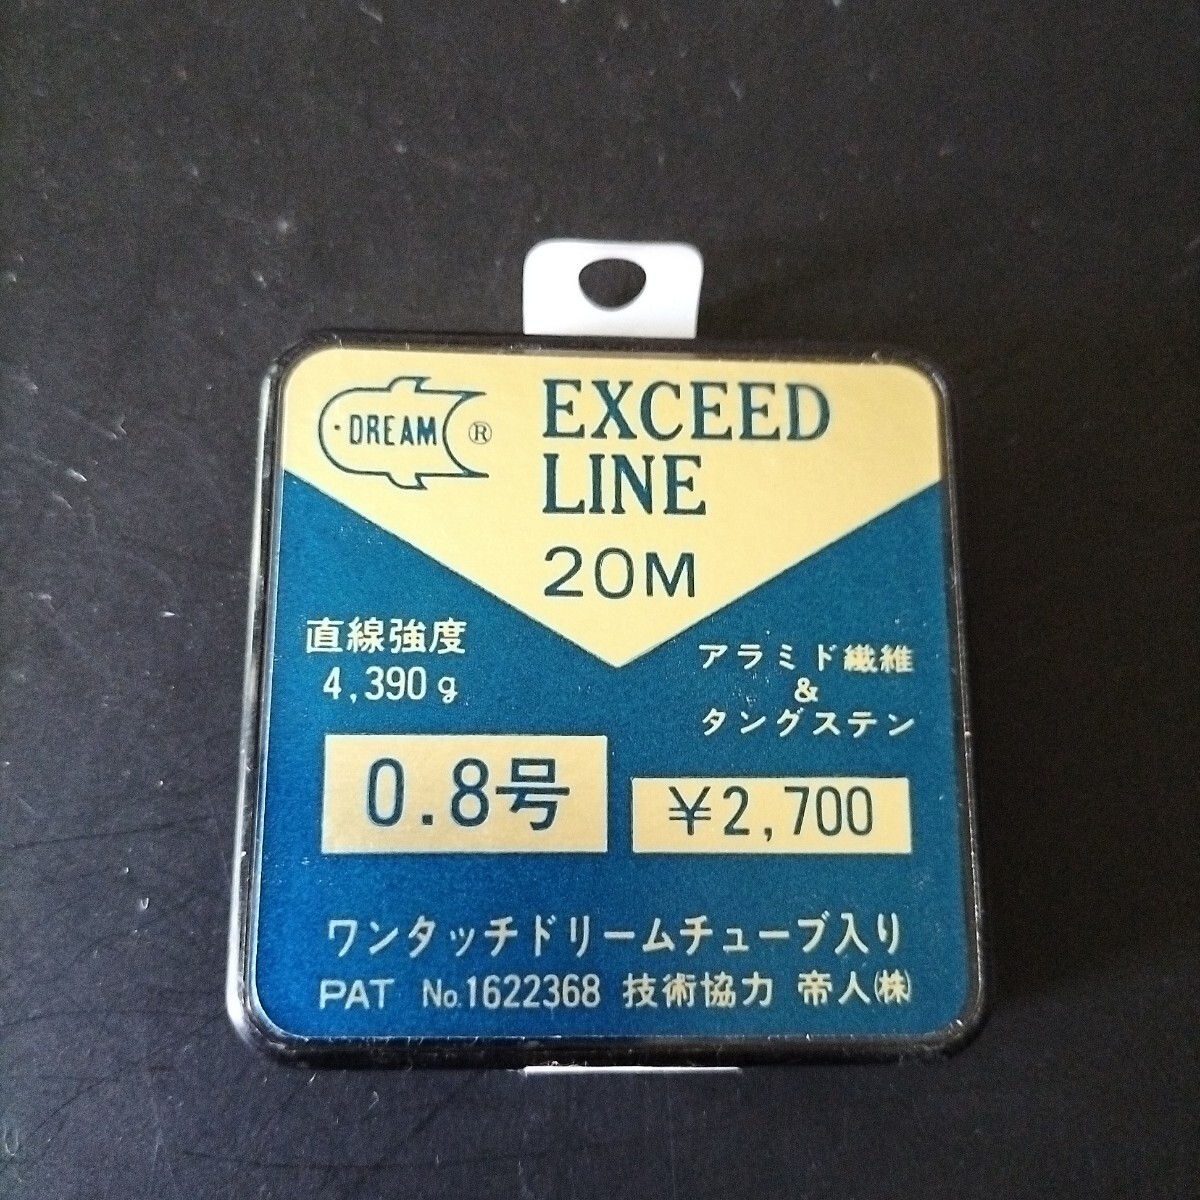 DREAM ®
EXCEED
LINE
20M
直線強度
4,390g
アラミド繊維
&
タングステン
0.8号
¥2,700
ワンタッチドリームチューブ入り
PAT No.1622368 技術協力 帝人㈱